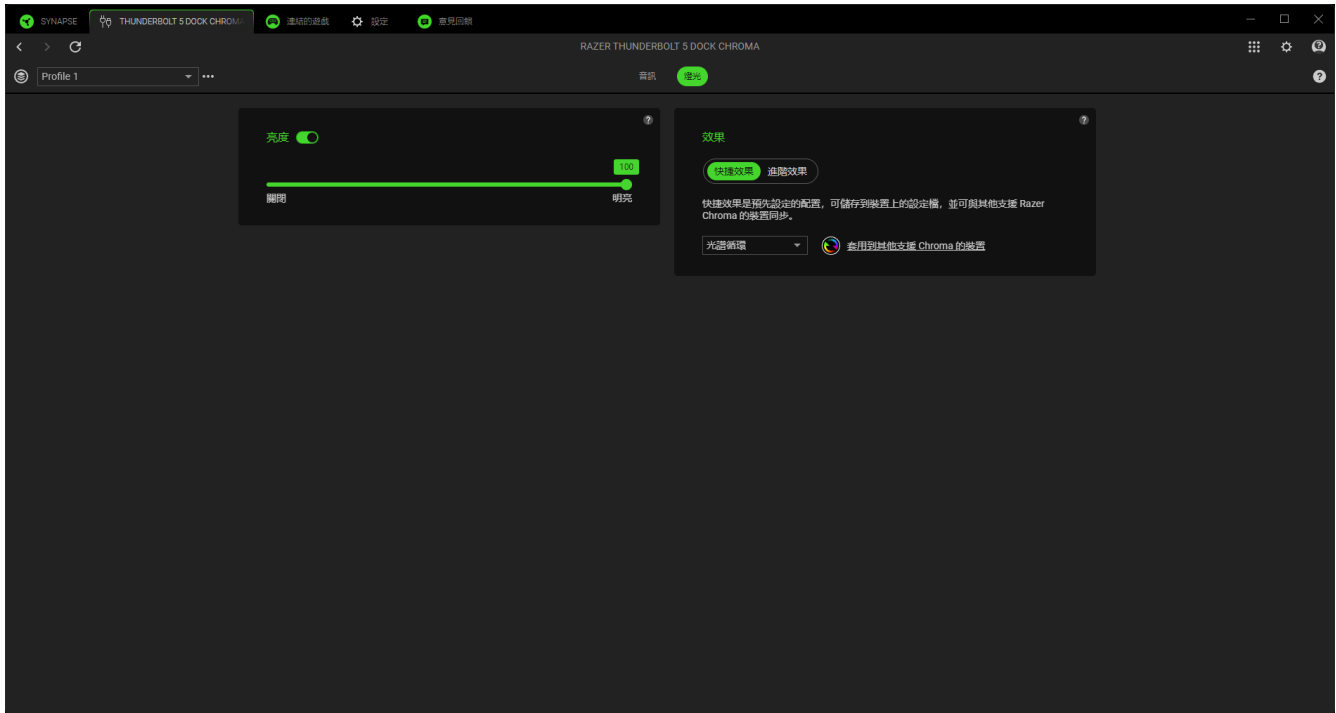 SYNAPSE
THUNDERBOLT 5 DOCK CHROMA
連結的遊戲
設定
意見回饋
RAZER THUNDERBOLT 5 DOCK CHROMA
Profile 1
音訊
燈光
亮度
100
關閉
明亮
效果
快捷效果
進階效果
快捷效果是預先設定的配置，可儲存到裝置上的設定檔，並可與其他支援 Razer
Chroma 的裝置同步。
光譜循環
套用到其他支援 Chroma 的裝置